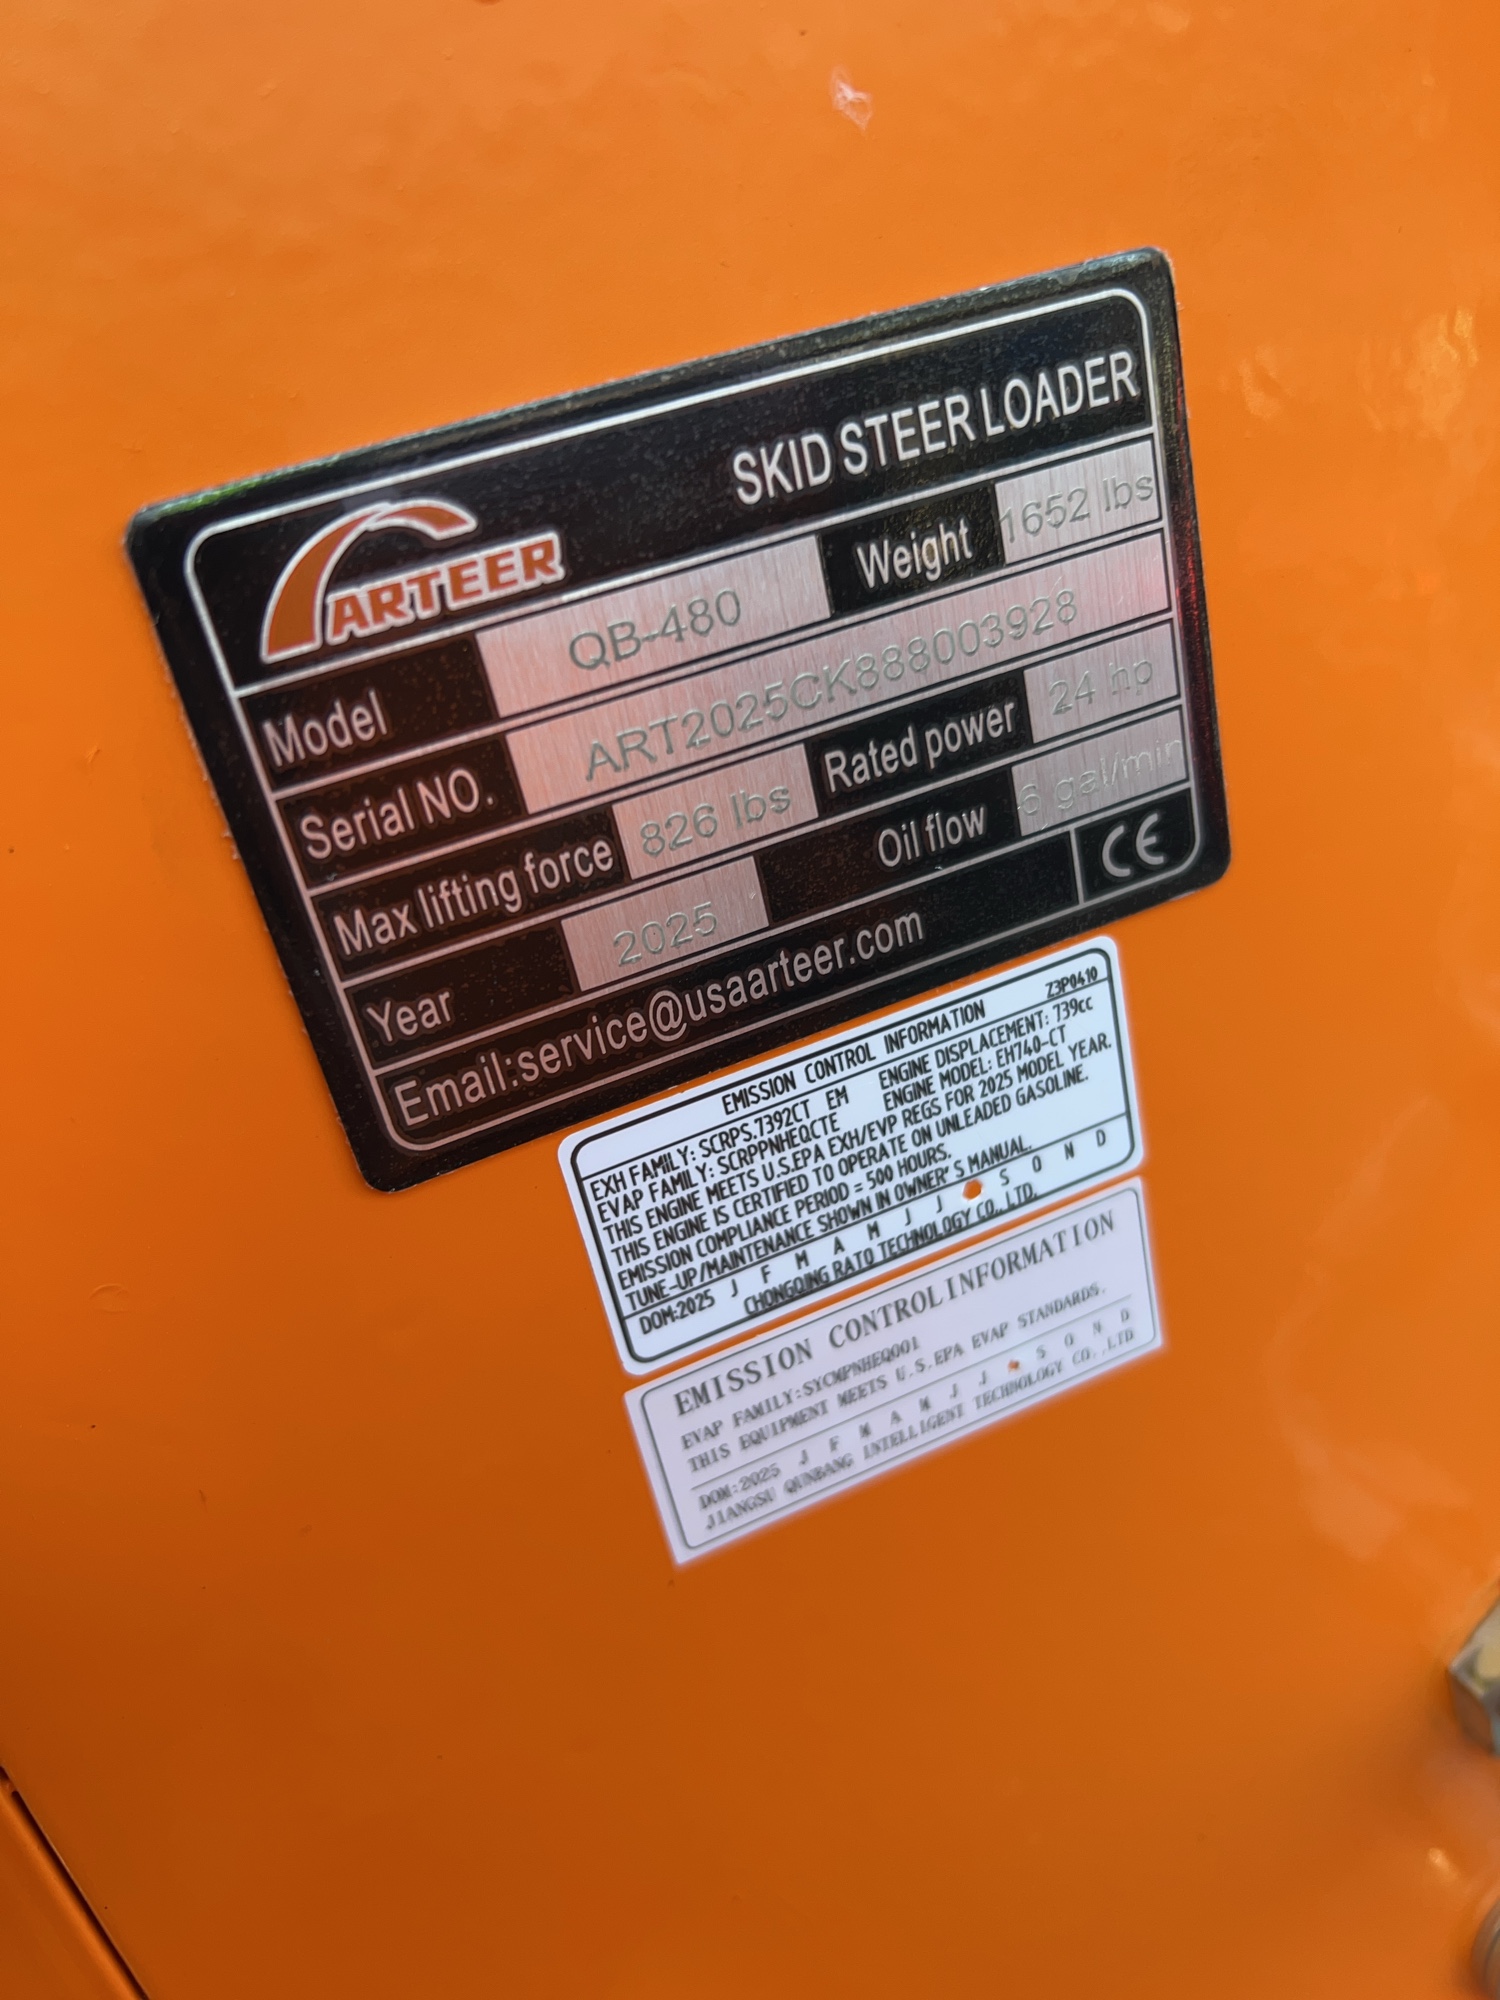 SKID STEER LOADER
ARTEER
Model QB-480 Weight 1652 lbs
Serial NO. ART2025CK888003928
Max lifting force 826 lbs Rated power 24 hp
Year 2025 Oil flow 6 gal/min
Email:service@usaarteer.com CE
EMISSION CONTROL INFORMATION Z3P0410
EXH FAMILY: SCRPS.7392CT EM ENGINE DISPLACEMENT: 739cc
EVAP FAMILY: SCRPPNHEQCTE ENGINE MODEL: EH740-CT
THIS ENGINE MEETS U.S.EPA EXH/EVP REGS FOR 2025 MODEL YEAR.
THIS ENGINE IS CERTIFIED TO OPERATE ON UNLEADED GASOLINE.
EMISSION COMPLIANCE PERIOD = 500 HOURS.
TUNE-UP/MAINTENANCE SHOWN IN OWNER'S MANUAL.
DOM:2025 J F M A M J J S O N D
CHONGQING RATO TECHNOLOGY CO., LTD.
EMISSION CONTROL INFORMATION
EVAP FAMILY:SYCMPNHEQ001
THIS EQUIPMENT MEETS U.S.EPA EVAP STANDARDS.
DOM:2025 J F M A M J J S O N D
JIANGSU QUNBANG INTELLIGENT TECHNOLOGY CO.,LTD